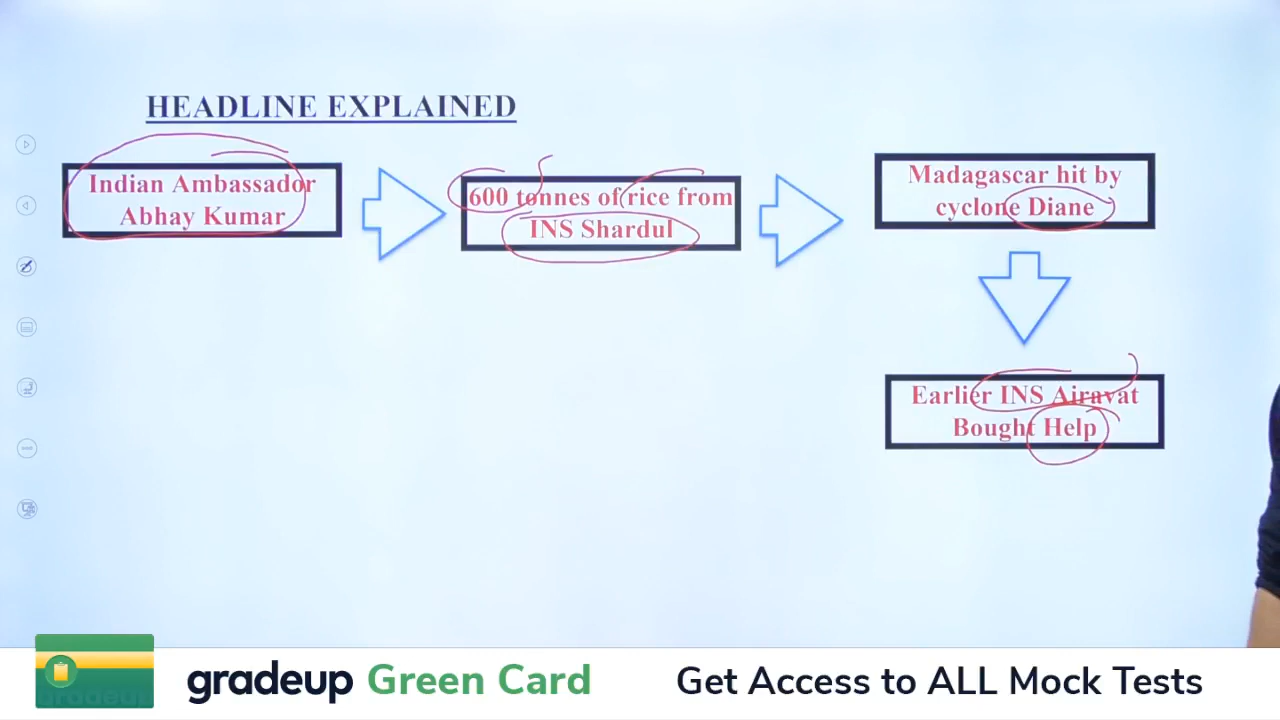 HEADLINE EXPLAINED
Indian Ambassador
Abhay Kumar
600 tonnes of rice from
INS Shardul
Madagascar hit by
cyclone Diane
Earlier INS Airavat
Bought Help
gradeup Green Card
Get Access to ALL Mock Tests